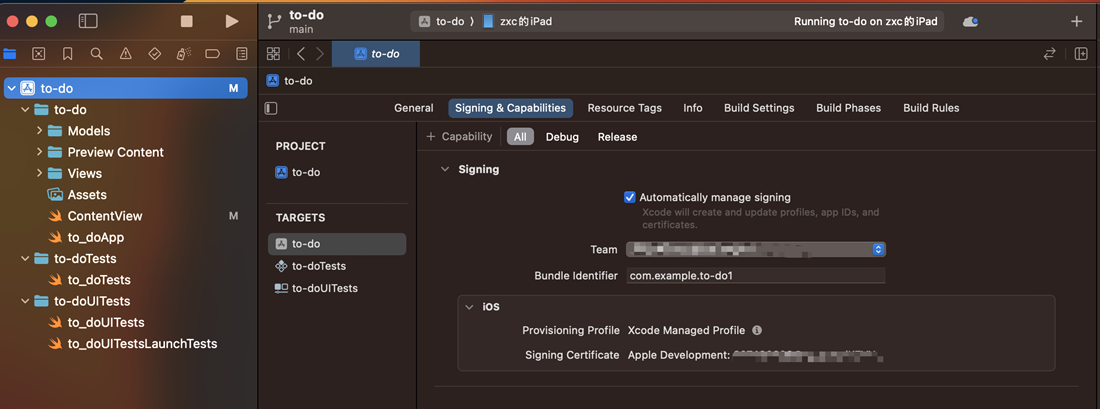 to-do
main
to-do 〉 zxc的iPad
Running to-do on zxc的iPad
to-do
to-do M
to-do
Models
Preview Content
Views
Assets
ContentView M
to_doApp
to-doTests
to_doTests
to-doUITests
to_doUITests
to_doUITestsLaunchTests
to-do
General Signing & Capabilities Resource Tags Info Build Settings Build Phases Build Rules
PROJECT
to-do
TARGETS
to-do
to-doTests
to-doUITests
+ Capability All Debug Release
Signing
Automatically manage signing
Xcode will create and update profiles, app IDs, and
certificates.
Team
Bundle Identifier com.example.to-do1
iOS
Provisioning Profile Xcode Managed Profile
Signing Certificate Apple Development: